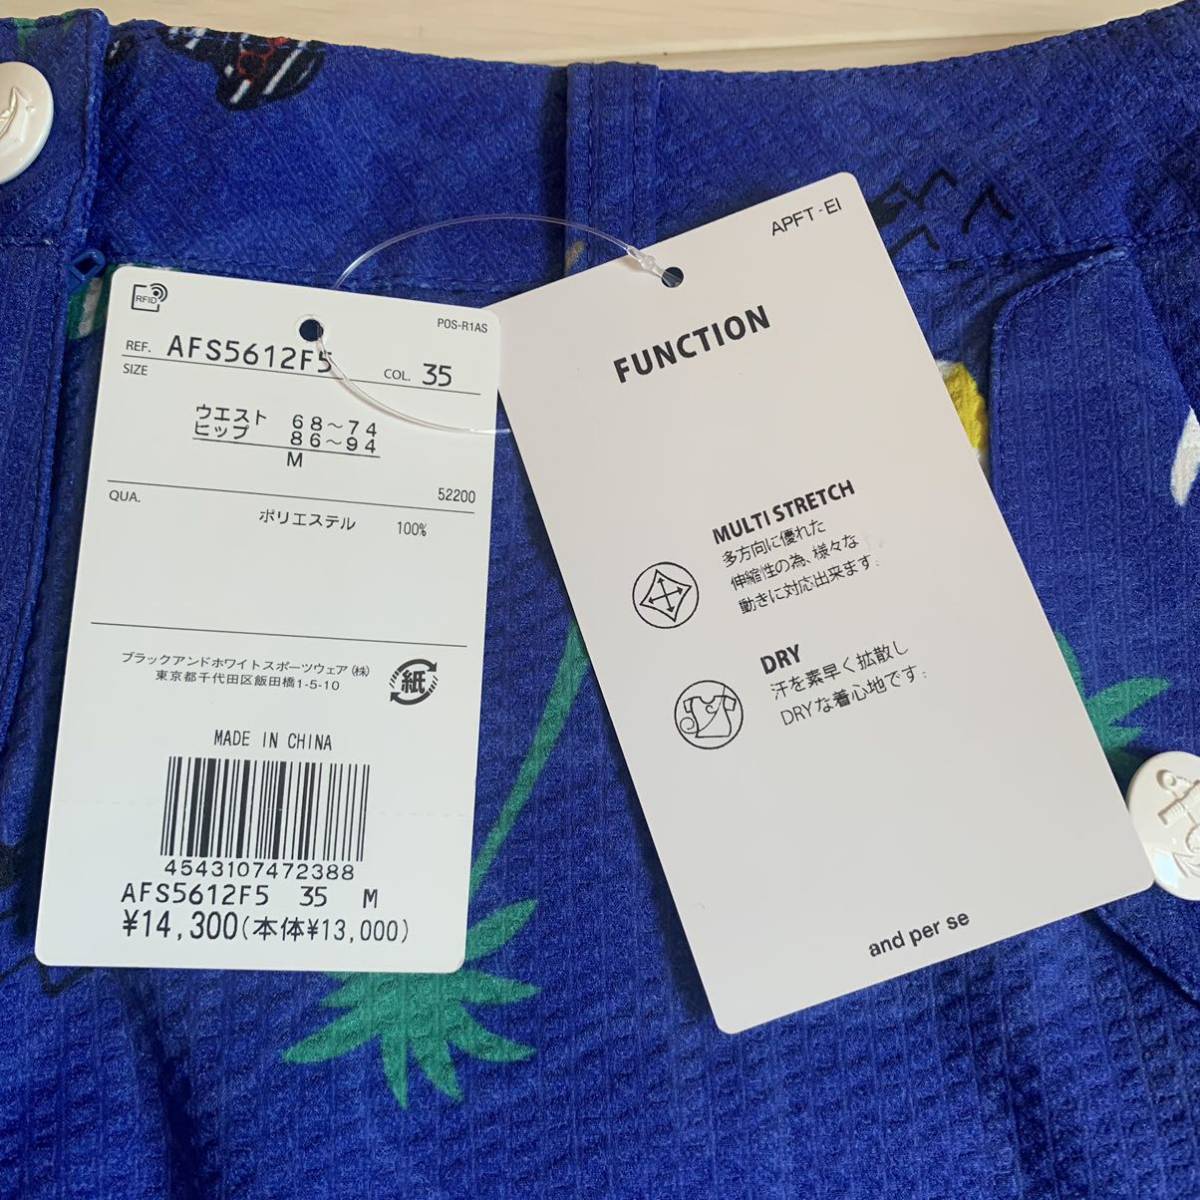 RFID
POS-R1AS
REF. AFS5612F5 COL. 35
SIZE
ウエスト 68～74
ヒップ 86～94
M
QUA. 52200
ポリエステル 100%
ブラックアンドホワイトスポーツウェア(株)
東京都千代田区飯田橋1-5-10
紙
MADE IN CHINA
4543107472388
AFS5612F5 35 M
¥14,300(本体¥13,000)
APFT-EI
FUNCTION
MULTI STRETCH
多方向に優れた
伸縮性の為、様々な
動きに対応出来ます.
DRY
汗を素早く拡散し
DRYな着心地です.
and per se